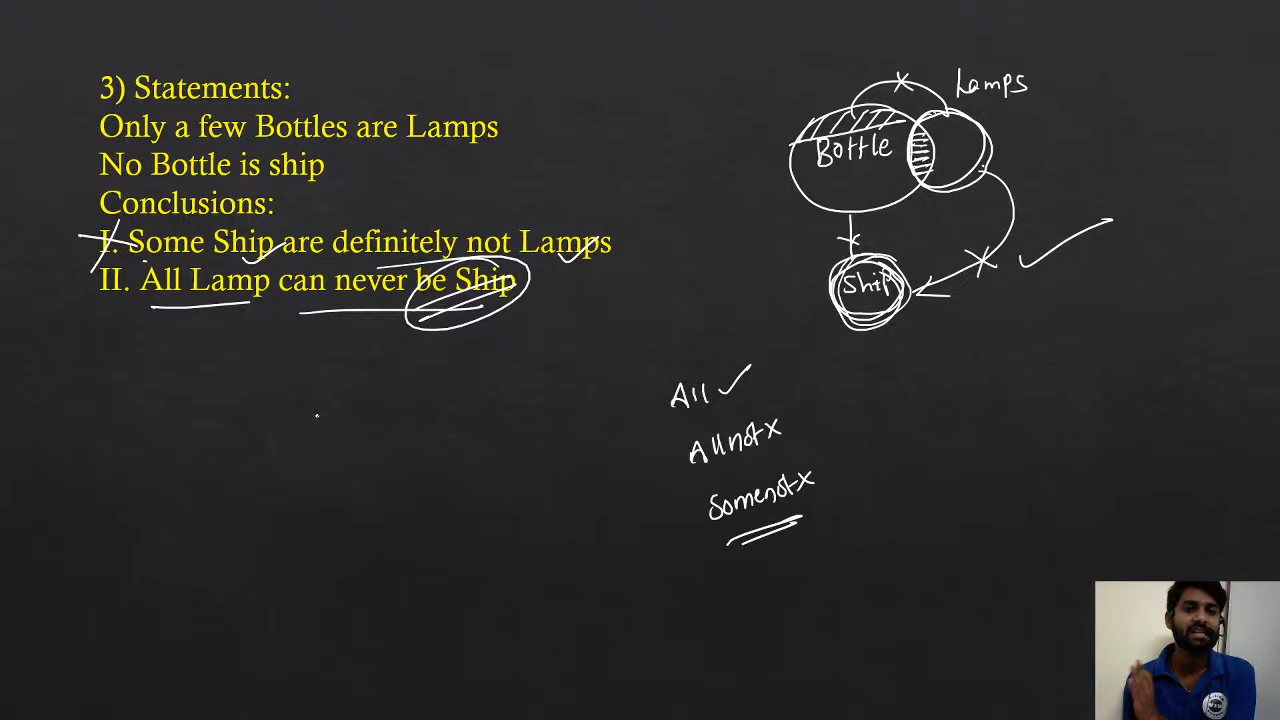 3) Statements:
Only a few Bottles are Lamps
No Bottle is ship
Conclusions:
I. Some Ship are definitely not Lamps
II. All Lamp can never be Ship
Lamps
Bottle
Ship
All
All not
Some not